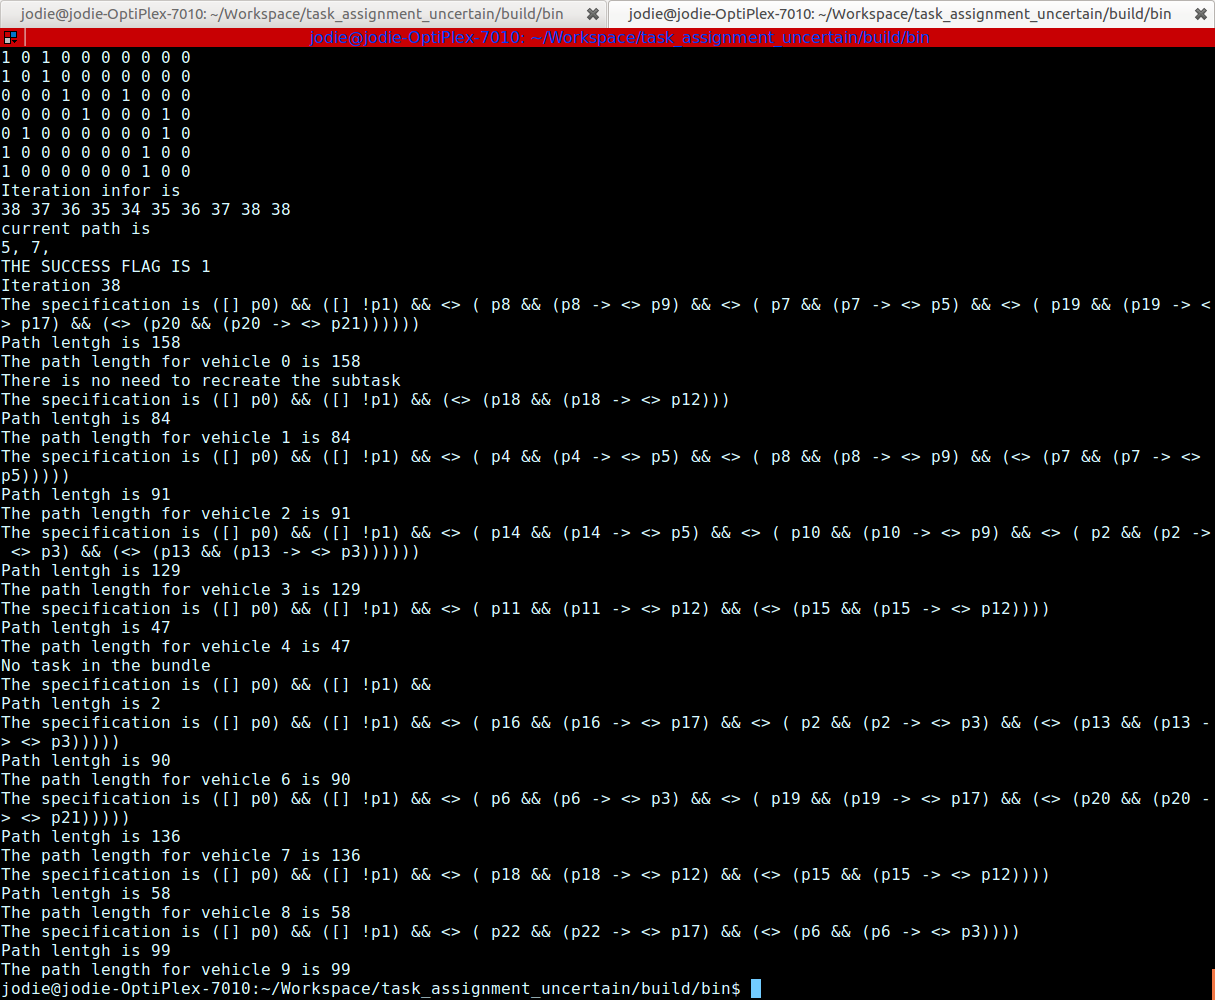 jodie@jodie-OptiPlex-7010: ~/Workspace/task_assignment_uncertain/build/bin
jodie@jodie-OptiPlex-7010: ~/Workspace/task_assignment_uncertain/build/bin
jodie@jodie-OptiPlex-7010: ~/Workspace/task_assignment_uncertain/build/bin
1 0 1 0 0 0 0 0 0 0
1 0 1 0 0 0 0 0 0 0
0 0 0 1 0 0 1 0 0 0
0 0 0 0 1 0 0 0 1 0
0 1 0 0 0 0 0 0 1 0
1 0 0 0 0 0 0 1 0 0
1 0 0 0 0 0 0 1 0 0
Iteration infor is
38 37 36 35 34 35 36 37 38 38
current path is
5, 7,
THE SUCCESS FLAG IS 1
Iteration 38
The specification is ([] p0) && ([] !p1) && <> ( p8 && (p8 -> <> p9) && <> ( p7 && (p7 -> <> p5) && <> ( p19 && (p19 -> <
> p17) && (<> (p20 && (p20 -> <> p21))))))
Path lentgh is 158
The path length for vehicle 0 is 158
There is no need to recreate the subtask
The specification is ([] p0) && ([] !p1) && (<> (p18 && (p18 -> <> p12)))
Path lentgh is 84
The path length for vehicle 1 is 84
The specification is ([] p0) && ([] !p1) && <> ( p4 && (p4 -> <> p5) && <> ( p8 && (p8 -> <> p9) && (<> (p7 && (p7 -> <>
p5)))))
Path lentgh is 91
The path length for vehicle 2 is 91
The specification is ([] p0) && ([] !p1) && <> ( p14 && (p14 -> <> p5) && <> ( p10 && (p10 -> <> p9) && <> ( p2 && (p2 ->
<> p3) && (<> (p13 && (p13 -> <> p3))))))
Path lentgh is 129
The path length for vehicle 3 is 129
The specification is ([] p0) && ([] !p1) && <> ( p11 && (p11 -> <> p12) && (<> (p15 && (p15 -> <> p12))))
Path lentgh is 47
The path length for vehicle 4 is 47
No task in the bundle
The specification is ([] p0) && ([] !p1) &&
Path lentgh is 2
The specification is ([] p0) && ([] !p1) && <> ( p16 && (p16 -> <> p17) && <> ( p2 && (p2 -> <> p3) && (<> (p13 && (p13 -
> <> p3)))))
Path lentgh is 90
The path length for vehicle 6 is 90
The specification is ([] p0) && ([] !p1) && <> ( p6 && (p6 -> <> p3) && <> ( p19 && (p19 -> <> p17) && (<> (p20 && (p20 -
> <> p21)))))
Path lentgh is 136
The path length for vehicle 7 is 136
The specification is ([] p0) && ([] !p1) && <> ( p18 && (p18 -> <> p12) && (<> (p15 && (p15 -> <> p12))))
Path lentgh is 58
The path length for vehicle 8 is 58
The specification is ([] p0) && ([] !p1) && <> ( p22 && (p22 -> <> p17) && (<> (p6 && (p6 -> <> p3))))
Path lentgh is 99
The path length for vehicle 9 is 99
jodie@jodie-OptiPlex-7010:~/Workspace/task_assignment_uncertain/build/bin$